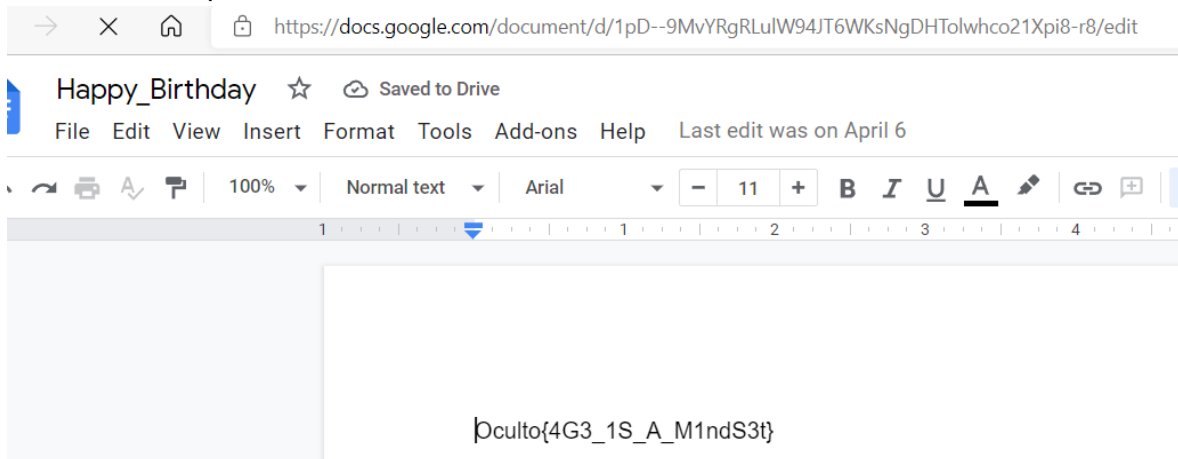 https://docs.google.com/document/d/1pD--9MvYRgRLulW94JT6WKsNgDHTolwhco21Xpi8-r8/edit
Happy_Birthday Saved to Drive
File Edit View Insert Format Tools Add-ons Help Last edit was on April 6
100% Normal text Arial − 11 + B I U A
1 1 2 3 4
Oculto{4G3_1S_A_M1ndS3t}